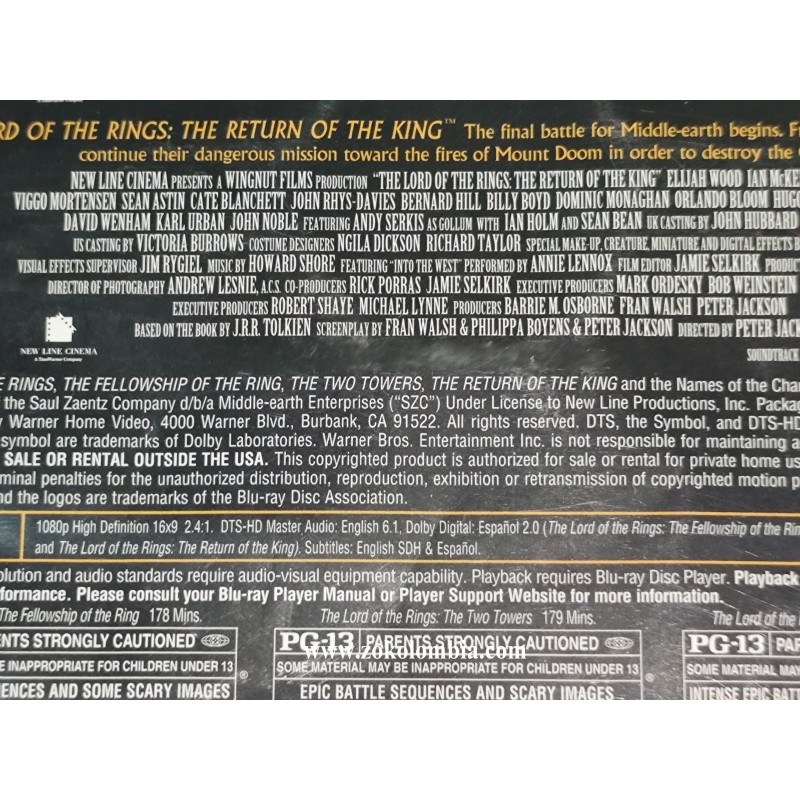 RD OF THE RINGS: THE RETURN OF THE KING™ The final battle for Middle-earth begins. F
continue their dangerous mission toward the fires of Mount Doom in order to destroy the
NEW LINE CINEMA PRESENTS A WINGNUT FILMS PRODUCTION "THE LORD OF THE RINGS: THE RETURN OF THE KING" ELIJAH WOOD IAN McKE
VIGGO MORTENSEN SEAN ASTIN CATE BLANCHETT JOHN RHYS-DAVIES BERNARD HILL BILLY BOYD DOMINIC MONAGHAN ORLANDO BLOOM HUGO
DAVID WENHAM KARL URBAN JOHN NOBLE FEATURING ANDY SERKIS AS GOLLUM WITH IAN HOLM AND SEAN BEAN UK CASTING BY JOHN HUBBARD
US CASTING BY VICTORIA BURROWS COSTUME DESIGNERS NGILA DICKSON RICHARD TAYLOR SPECIAL MAKE-UP, CREATURE, MINIATURE AND DIGITAL EFFECTS B
VISUAL EFFECTS SUPERVISOR JIM RYGIEL MUSIC BY HOWARD SHORE FEATURING "INTO THE WEST" PERFORMED BY ANNIE LENNOX FILM EDITOR JAMIE SELKIRK PRODUC
DIRECTOR OF PHOTOGRAPHY ANDREW LESNIE, A.C.S. CO-PRODUCERS RICK PORRAS JAMIE SELKIRK EXECUTIVE PRODUCERS MARK ORDESKY BOB WEINSTEIN
EXECUTIVE PRODUCERS ROBERT SHAYE MICHAEL LYNNE PRODUCERS BARRIE M. OSBORNE FRAN WALSH PETER JACKSON
BASED ON THE BOOK BY J.R.R. TOLKIEN SCREENPLAY BY FRAN WALSH & PHILIPPA BOYENS & PETER JACKSON DIRECTED BY PETER JACK
NEW LINE CINEMA
A TimeWarner Company
SOUNDTRACK
E RINGS, THE FELLOWSHIP OF THE RING, THE TWO TOWERS, THE RETURN OF THE KING and the Names of the Cha
the Saul Zaentz Company d/b/a Middle-earth Enterprises ("SZC") Under License to New Line Productions, Inc. Packa
y Warner Home Video, 4000 Warner Blvd., Burbank, CA 91522. All rights reserved. DTS, the Symbol, and DTS-HD
symbol are trademarks of Dolby Laboratories. Warner Bros. Entertainment Inc. is not responsible for maintaining a
SALE OR RENTAL OUTSIDE THE USA. This copyrighted product is authorized for sale or rental for private home us
minal penalties for the unauthorized distribution, reproduction, exhibition or retransmission of copyrighted motion p
nd the logos are trademarks of the Blu-ray Disc Association.
1080p High Definition 16x9 2.4:1. DTS-HD Master Audio: English 6.1, Dolby Digital: Español 2.0 (The Lord of the Rings: The Fellowship of the Rin
and The Lord of the Rings: The Return of the King). Subtitles: English SDH & Español.
olution and audio standards require audio-visual equipment capability. Playback requires Blu-ray Disc Player. Playback
formance. Please consult your Blu-ray Player Manual or Player Support Website for more information.
The Fellowship of the Ring 178 Mins. The Lord of the Rings: The Two Towers 179 Mins. The Lord of the
ENTS STRONGLY CAUTIONED PG-13 PARENTS STRONGLY CAUTIONED PG-13 PAR
www.zokolombia.com
E INAPPROPRIATE FOR CHILDREN UNDER 13 ® SOME MATERIAL MAY BE INAPPROPRIATE FOR CHILDREN UNDER 13 ® SOME MATERIAL MAY
ENCES AND SOME SCARY IMAGES EPIC BATTLE SEQUENCES AND SCARY IMAGES INTENSE EPIC BATT
www.zokolombia.com